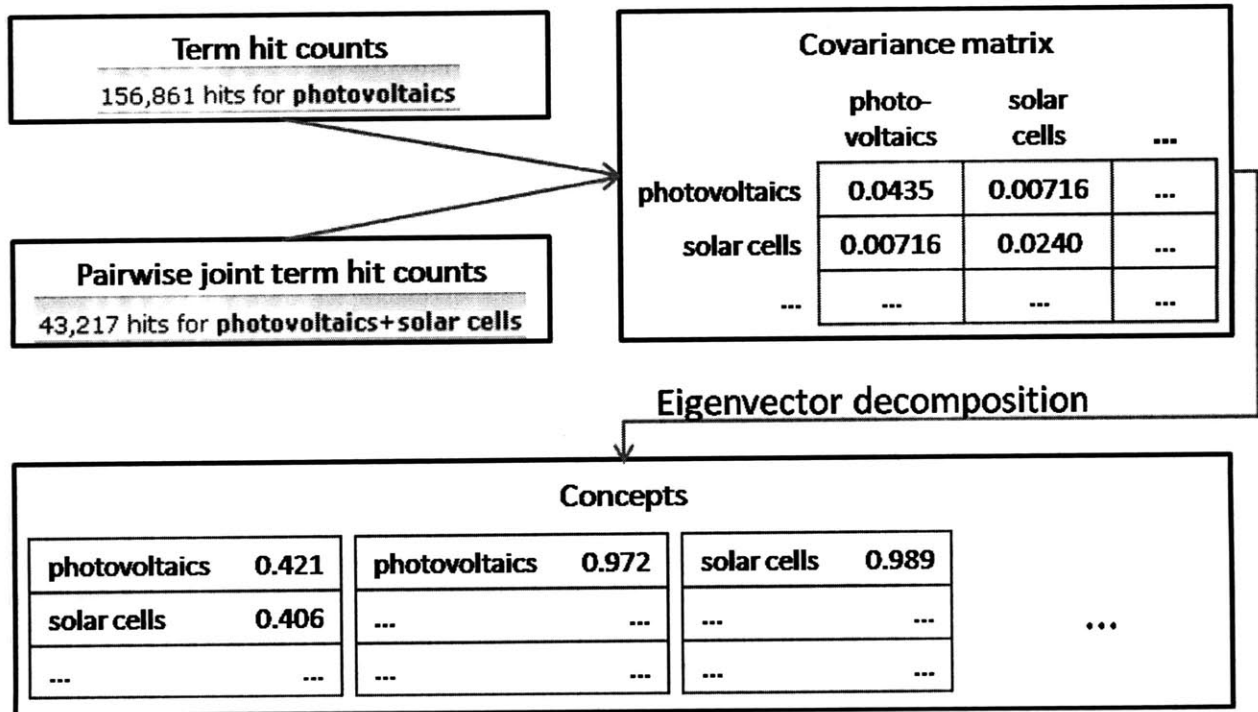 Term hit counts
156,861 hits for photovoltaics
Pairwise joint term hit counts
43,217 hits for photovoltaics+solar cells
Covariance matrix
photo- solar
voltaics cells ...
photovoltaics 0.0435 0.00716 ...
solar cells 0.00716 0.0240 ...
... ... ... ...
Eigenvector decomposition
Concepts
photovoltaics 0.421 photovoltaics 0.972 solar cells 0.989
solar cells 0.406 ... ... ... ... ...
... ... ... ... ... ...